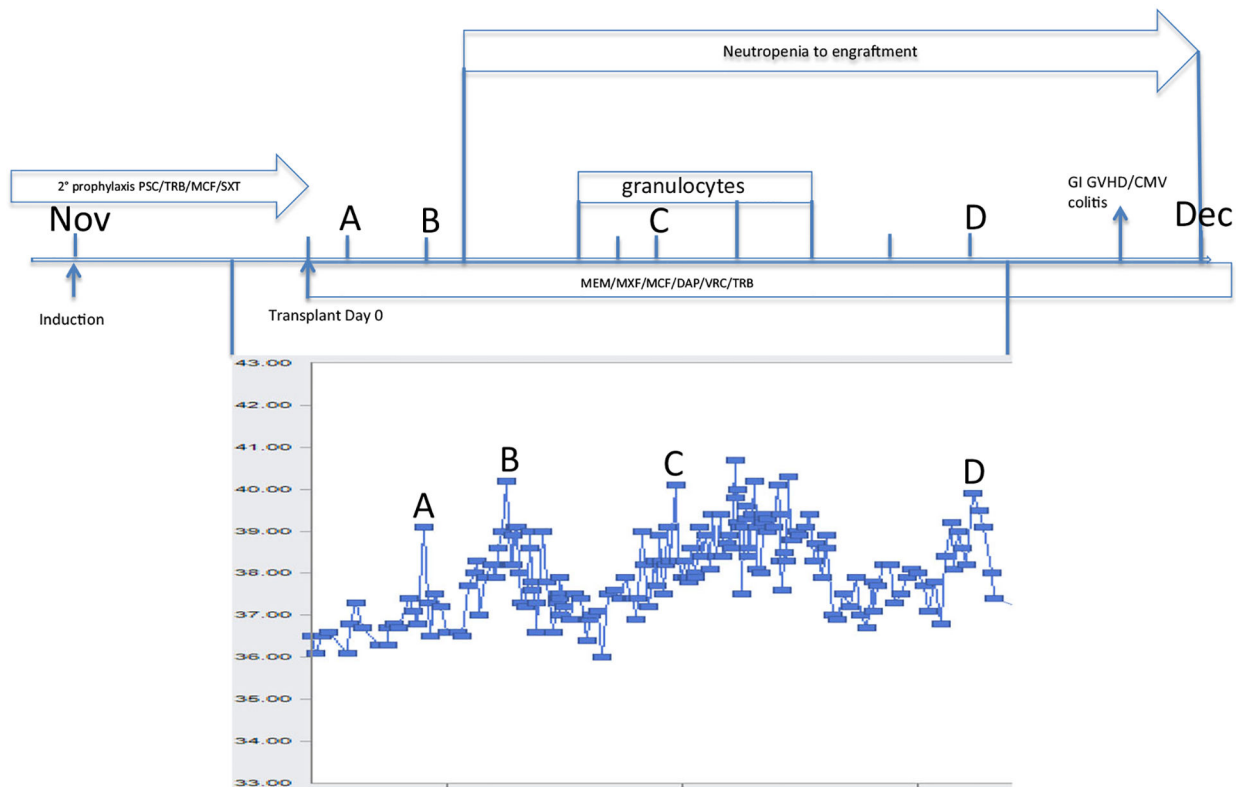 Neutropenia to engraftment
2° prophylaxis PSC/TRB/MCF/SXT
granulocytes
GI GVHD/CMV
colitis
Nov
A
B
C
D
Dec
MEM/MXF/MCF/DAP/VRC/TRB
Induction
Transplant Day 0
43.00
42.00
41.00
40.00
39.00
38.00
37.00
36.00
35.00
34.00
33.00
A
B
C
D